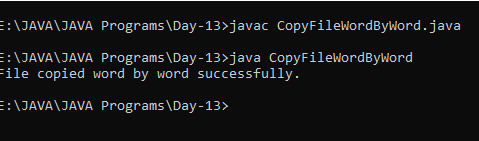 E:\JAVA\JAVA Programs\Day-13>javac CopyFileWordByWord.java
E:\JAVA\JAVA Programs\Day-13>java CopyFileWordByWord
File copied word by word successfully.
E:\JAVA\JAVA Programs\Day-13>